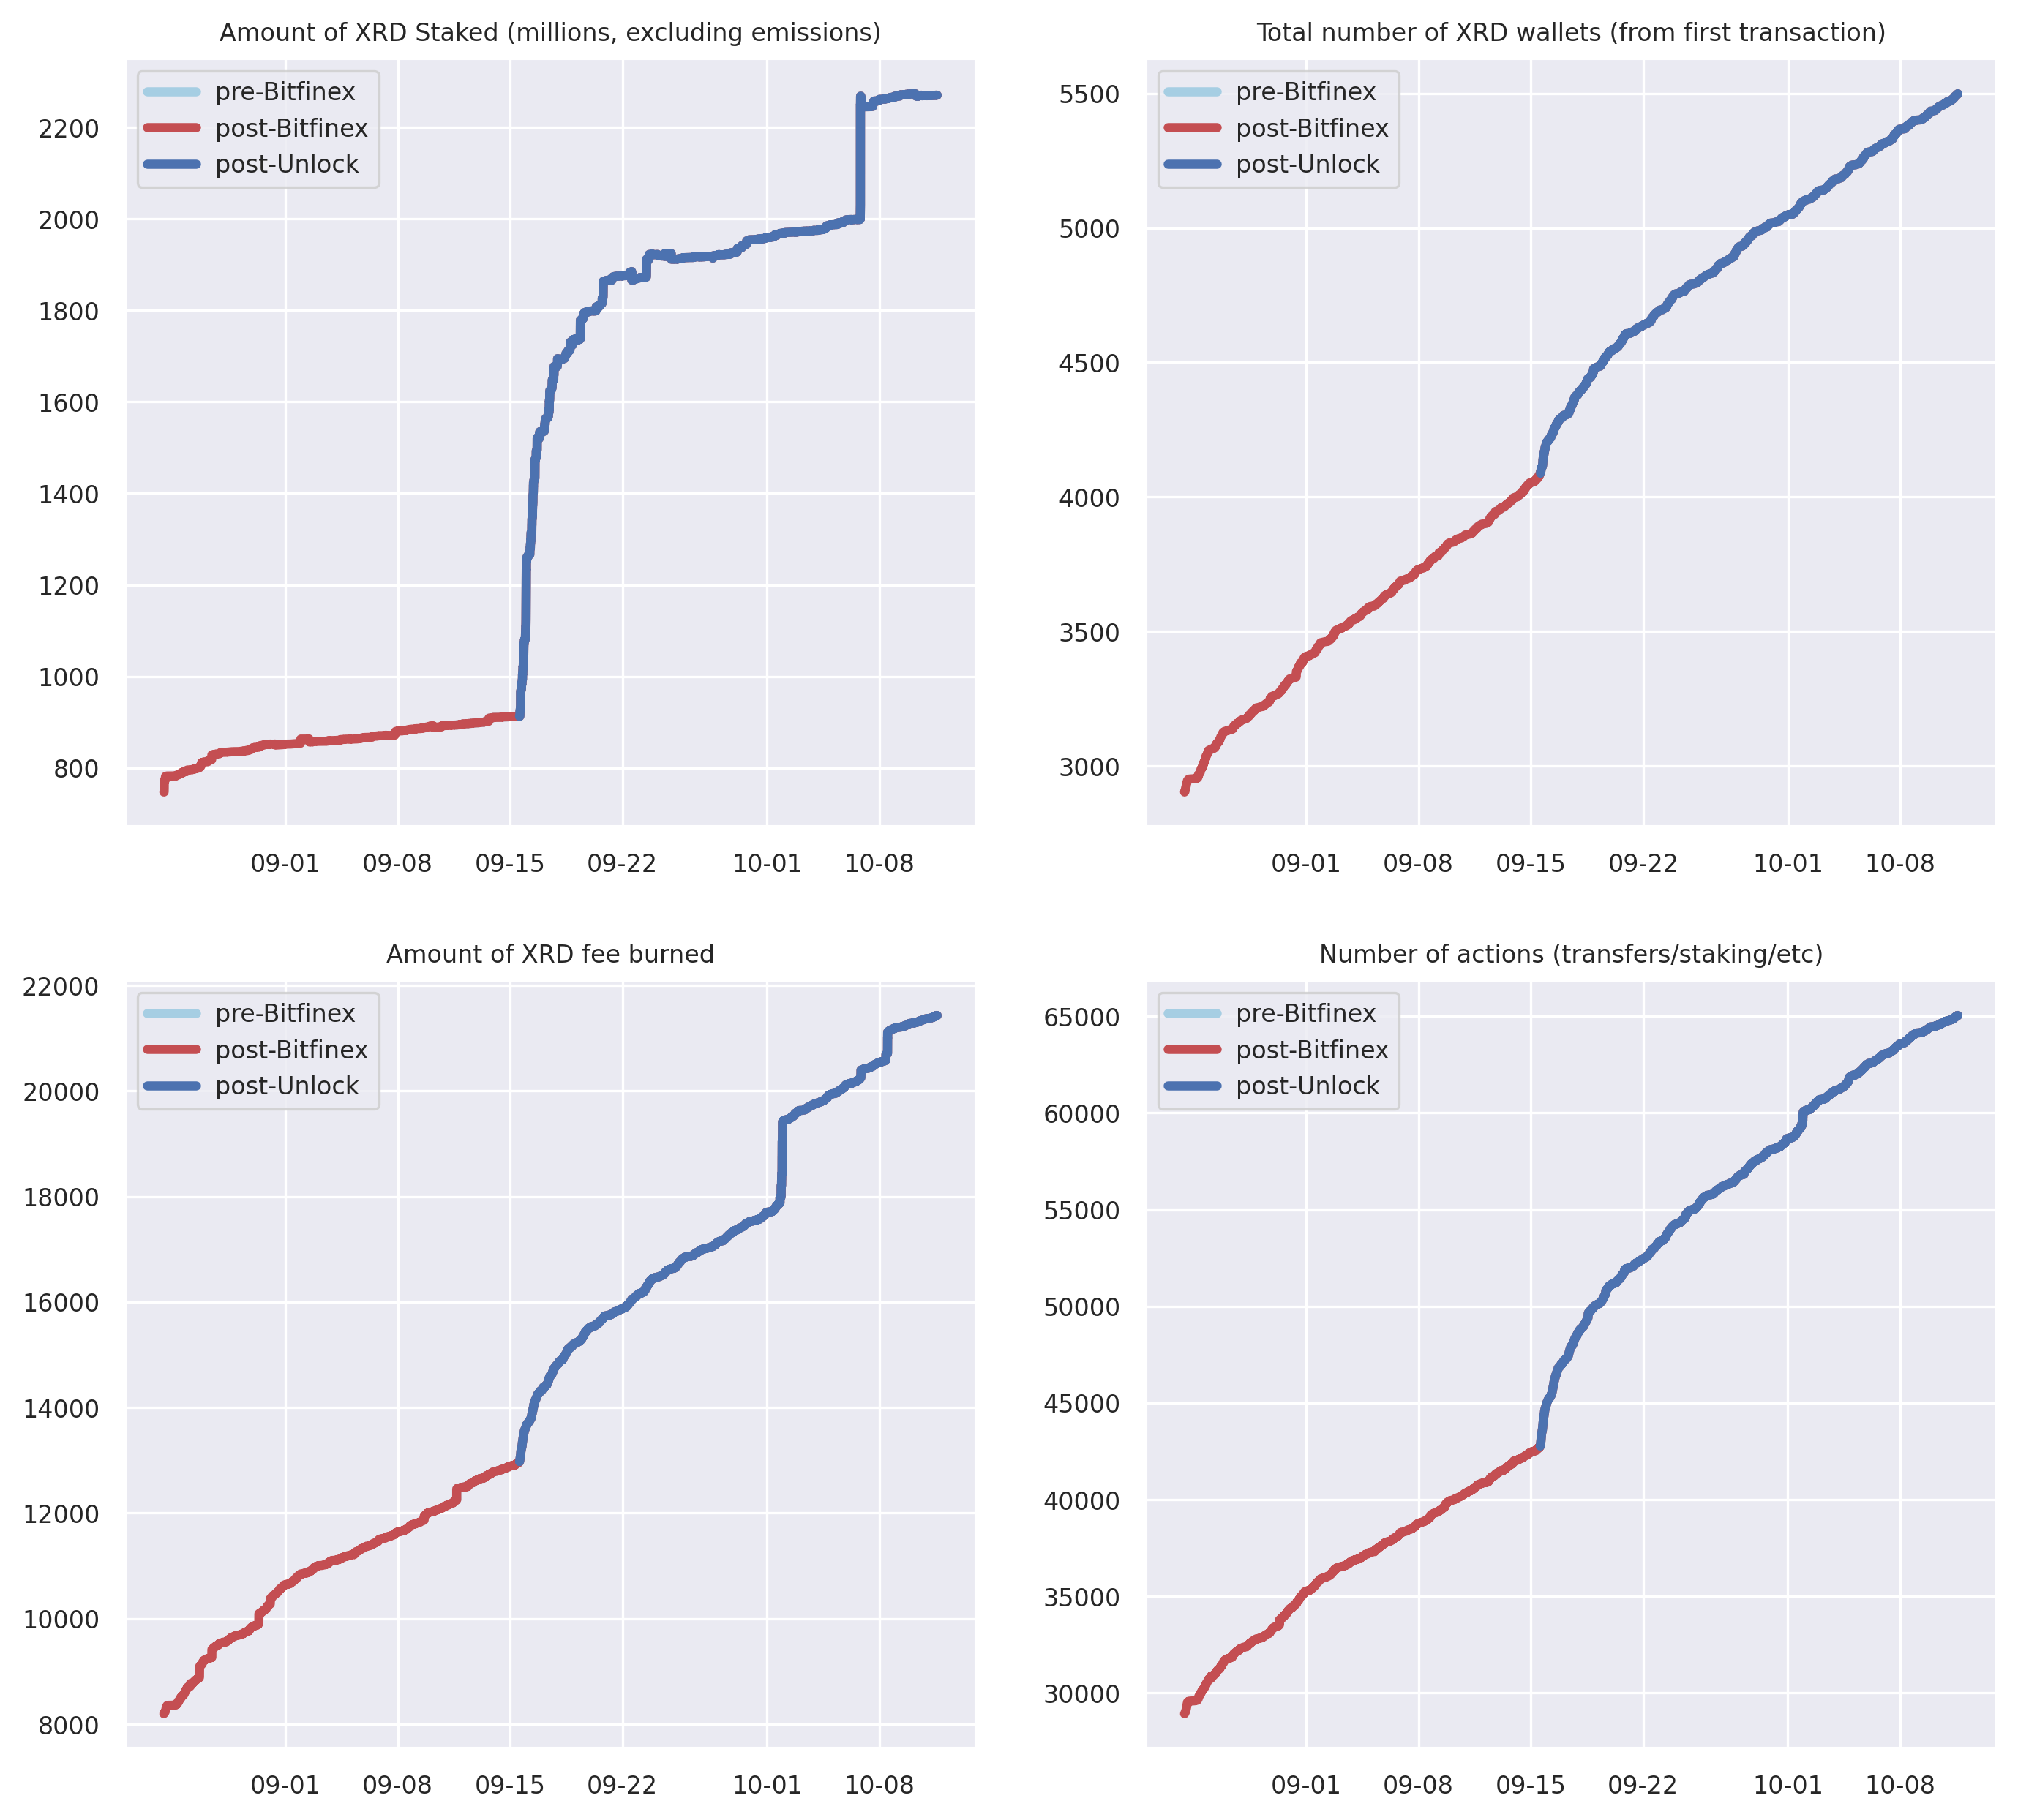 Amount of XRD Staked (millions, excluding emissions)
pre-Bitfinex
post-Bitfinex
post-Unlock
2200
2000
1800
1600
1400
1200
1000
800
09-01 09-08 09-15 09-22 10-01 10-08
Total number of XRD wallets (from first transaction)
pre-Bitfinex
post-Bitfinex
post-Unlock
5500
5000
4500
4000
3500
3000
09-01 09-08 09-15 09-22 10-01 10-08
Amount of XRD fee burned
pre-Bitfinex
post-Bitfinex
post-Unlock
22000
20000
18000
16000
14000
12000
10000
8000
09-01 09-08 09-15 09-22 10-01 10-08
Number of actions (transfers/staking/etc)
pre-Bitfinex
post-Bitfinex
post-Unlock
65000
60000
55000
50000
45000
40000
35000
30000
09-01 09-08 09-15 09-22 10-01 10-08